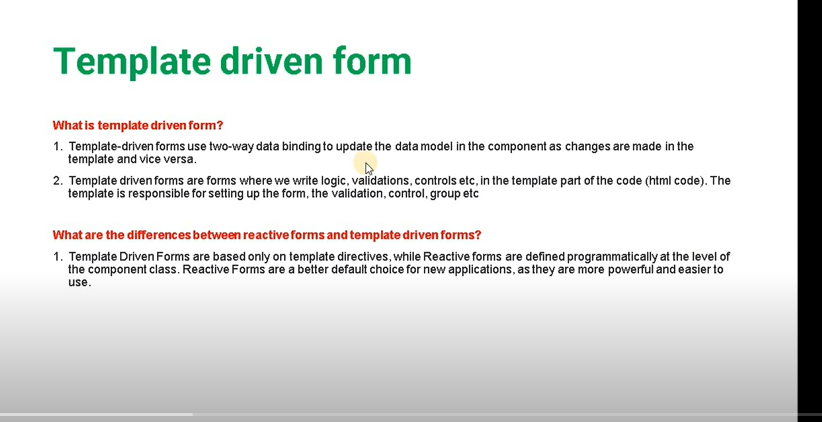 Template driven form
What is template driven form?
1. Template-driven forms use two-way data binding to update the data model in the component as changes are made in the
template and vice versa.
2. Template driven forms are forms where we write logic, validations, controls etc, in the template part of the code (html code). The
template is responsible for setting up the form, the validation, control, group etc
What are the differences between reactive forms and template driven forms?
1. Template Driven Forms are based only on template directives, while Reactive forms are defined programmatically at the level of
the component class. Reactive Forms are a better default choice for new applications, as they are more powerful and easier to
use.